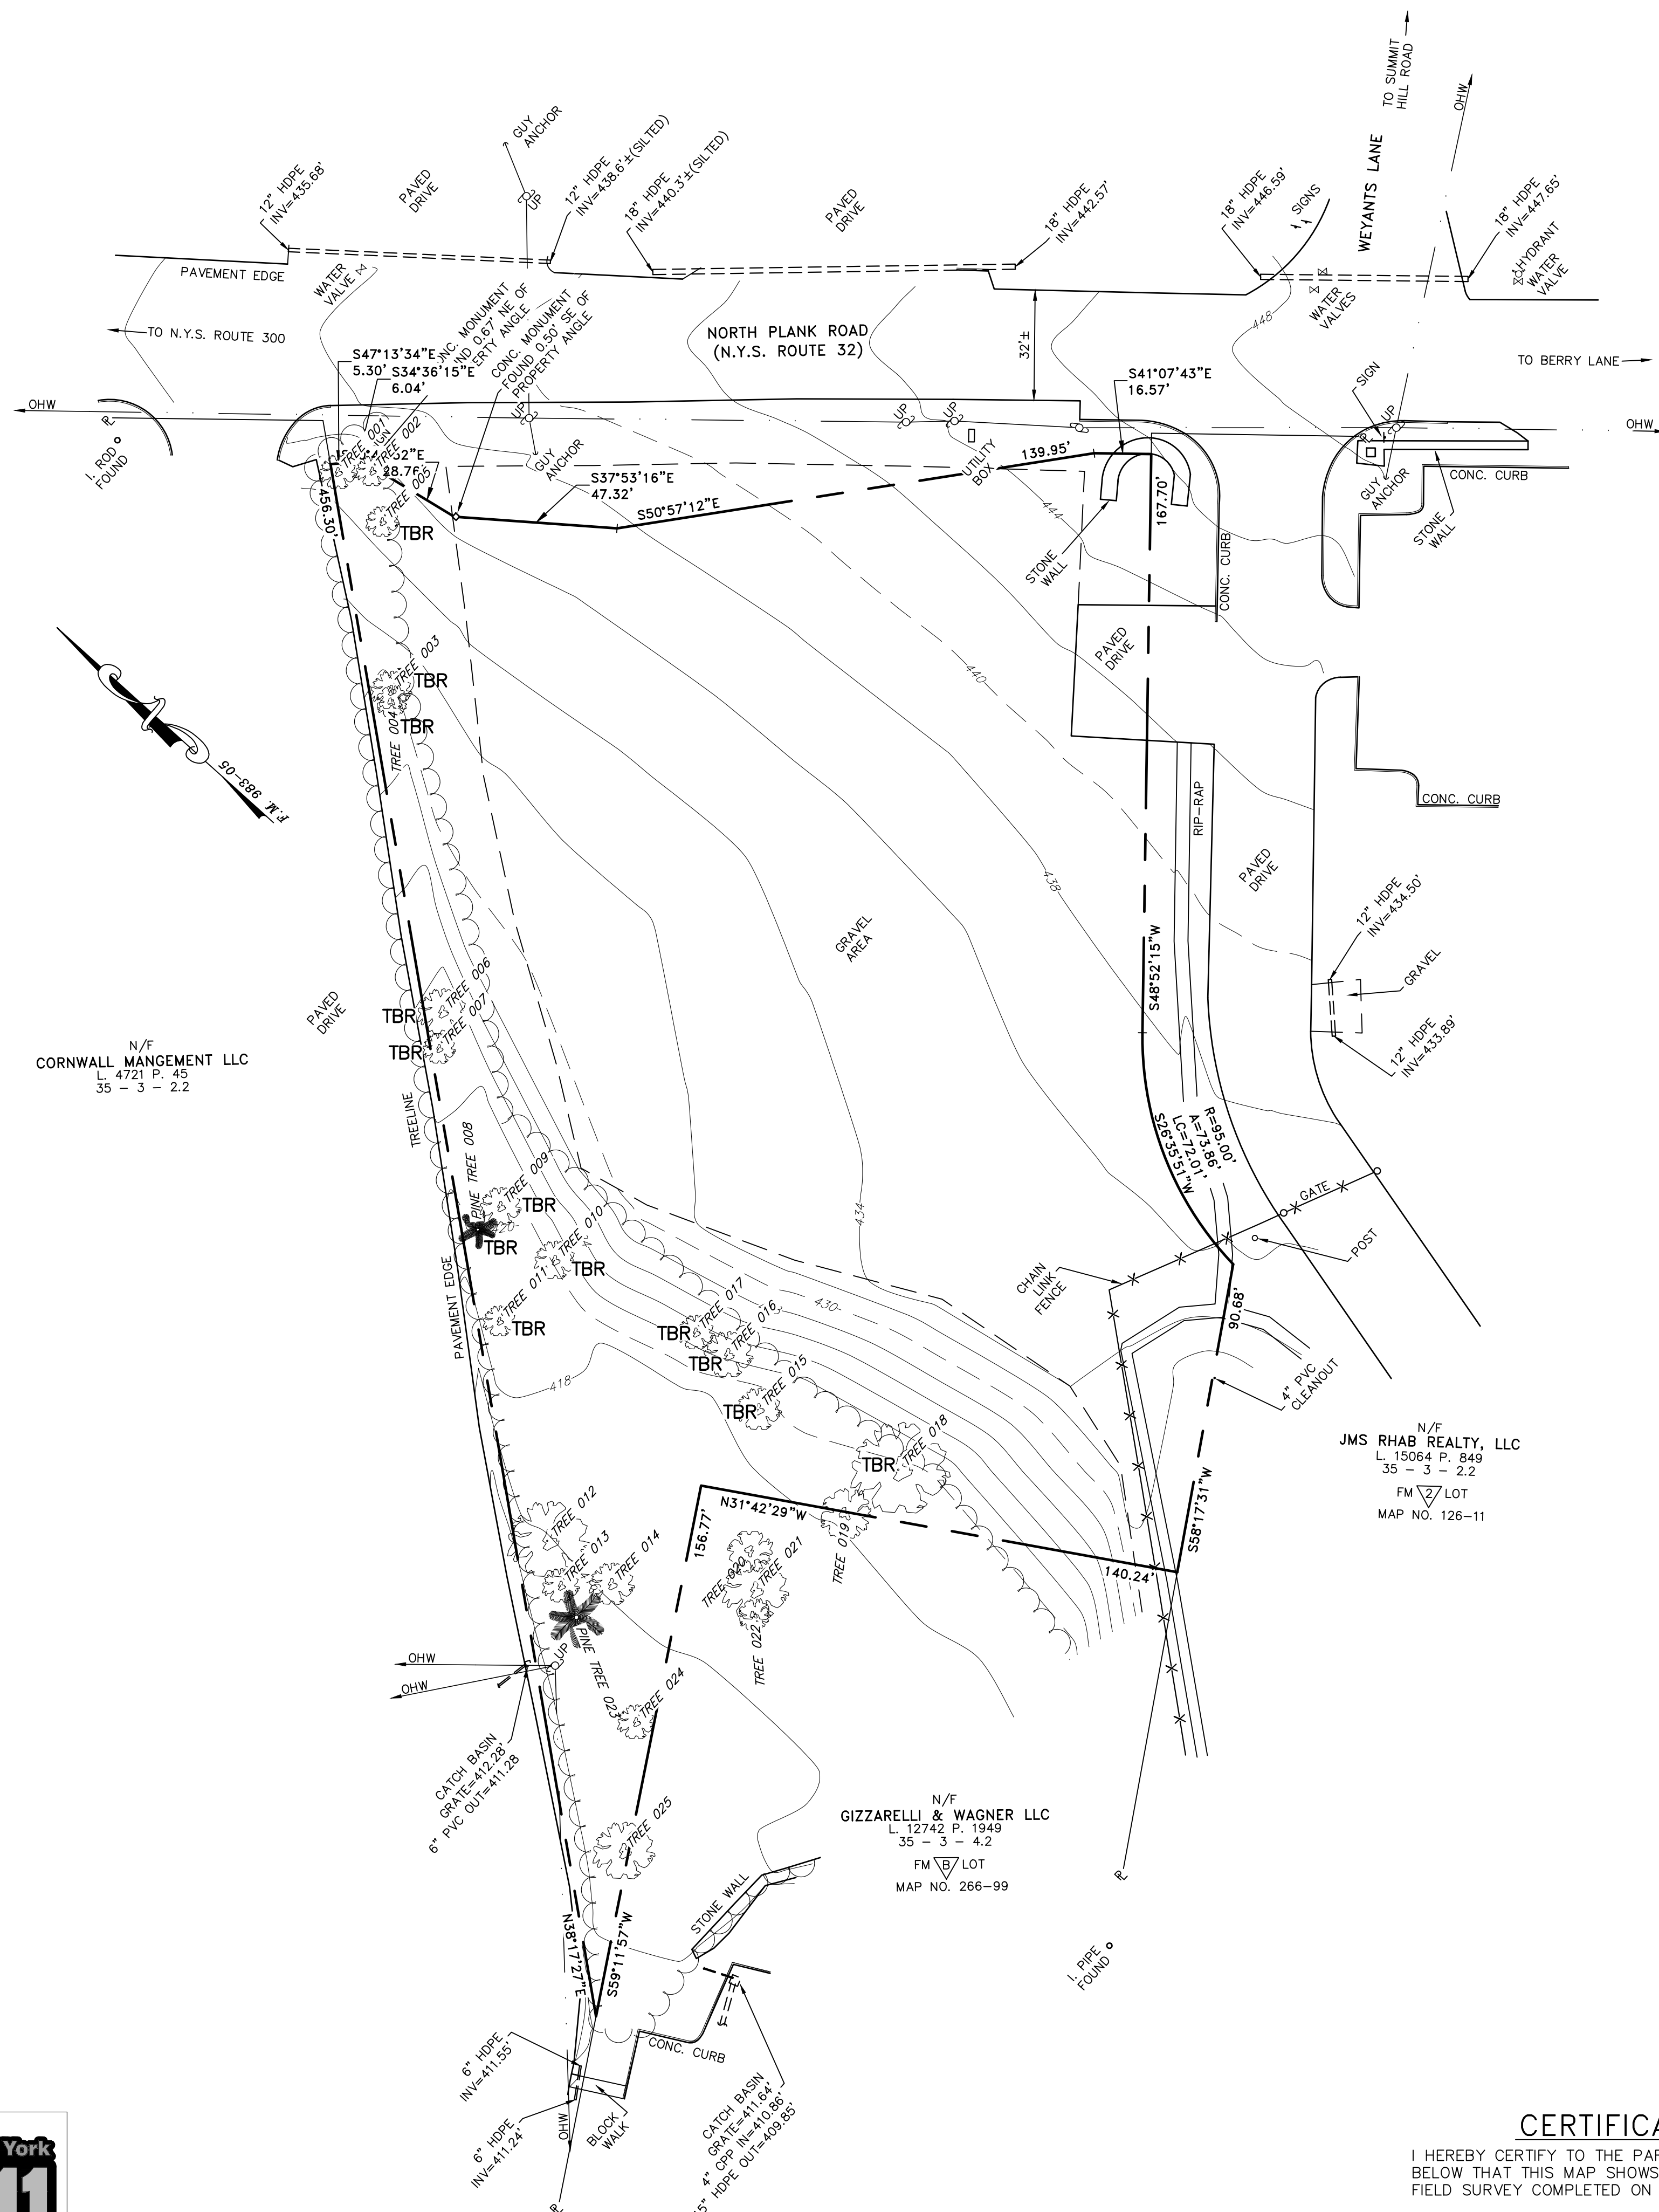 TO SUMMIT
HILL ROAD
OHW
WEYANTS LANE
GUY
ANCHOR
UP
12" HDPE
INV=435.68'
PAVED
DRIVE
12" HDPE
INV=438.6'±(SILTED)
18" HDPE
INV=440.3'±(SILTED)
PAVED
DRIVE
18" HDPE
INV=442.57'
18" HDPE
INV=446.59'
SIGNS
18" HDPE
INV=447.65'
HYDRANT
WATER
VALVE
PAVEMENT EDGE
WATER
VALVE
WATER
VALVES
448
TO N.Y.S. ROUTE 300
CONC. MONUMENT
FOUND 0.50' SE OF
PROPERTY ANGLE
MONUMENT
0.67' NE OF
ANGLE
NORTH PLANK ROAD
(N.Y.S. ROUTE 32)
32'±
TO BERRY LANE
S47°13'34"E
5.30'
S34°36'15"E
6.04'
S41°07'43"E
16.57'
SIGN
OHW
UP
UP
UP
UP
OHW
I. ROD
FOUND
TREE 001
TREE 002
28.76'
TREE 005
TBR
456.30'
GUY
ANCHOR
UTILITY
BOX
139.95'
S37°53'16"E
47.32'
S50°57'12"E
444
STONE
WALL
167.70'
CONC. CURB
GUY
ANCHOR
STONE
WALL
CONC. CURB
TREE 003
TBR
TREE 004
TBR
F.M. 983-05
440
PAVED
DRIVE
RIP-RAP
CONC. CURB
438
PAVED
DRIVE
GRAVEL
AREA
12" HDPE
INV=434.50'
GRAVEL
12" HDPE
INV=433.89'
S48°52'15"W
TREE 006
TBR
TREE 007
TBR
PAVED
DRIVE
N/F
CORNWALL MANGEMENT LLC
L. 4721 P. 45
35 - 3 - 2.2
TREELINE
PINE TREE 008
TREE 009
TBR
420
TBR
TREE 010
TBR
TREE 011
TBR
PAVEMENT EDGE
R=95.00'
A=73.86'
LC=72.01'
S26°35'51"W
434
GATE
POST
CHAIN
LINK
FENCE
430
90.68'
4" PVC
CLEANOUT
TREE 017
TBR
TREE 016
TBR
TREE 015
TBR
418
TREE 018
TBR
N/F
JMS RHAB REALTY, LLC
L. 15064 P. 849
35 - 3 - 2.2
FM 2 LOT
MAP NO. 126-11
N31°42'29"W
156.77'
140.24'
S58°17'31"W
TREE 012
TREE 013
TREE 014
TREE 019
TREE 020
TREE 021
TREE 022
PINE TREE 023
TREE 024
UP
OHW
OHW
CATCH BASIN
GRATE=412.28'
6" PVC OUT=411.28
TREE 025
N/F
GIZZARELLI & WAGNER LLC
L. 12742 P. 1949
35 - 3 - 4.2
FM B LOT
MAP NO. 266-99
STONE WALL
N38°17'27"E
S59°11'57"W
I. PIPE
FOUND
CONC. CURB
6" HDPE
INV=411.55'
6" HDPE
INV=411.24'
OHW
BLOCK
WALK
CATCH BASIN
GRATE=411.64'
4" CPP IN=410.86'
5" HDPE OUT=409.85'
York
11
CERTIFICA
I HEREBY CERTIFY TO THE PAR
BELOW THAT THIS MAP SHOWS
FIELD SURVEY COMPLETED ON